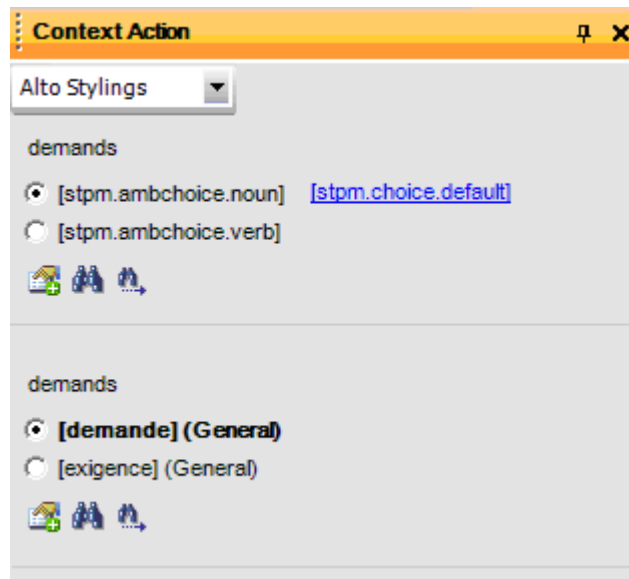 Context Action
Alto Stylings
demands
[stpm.ambchoice.noun] [stpm.choice.default]
[stpm.ambchoice.verb]
demands
[demande] (General)
[exigence] (General)